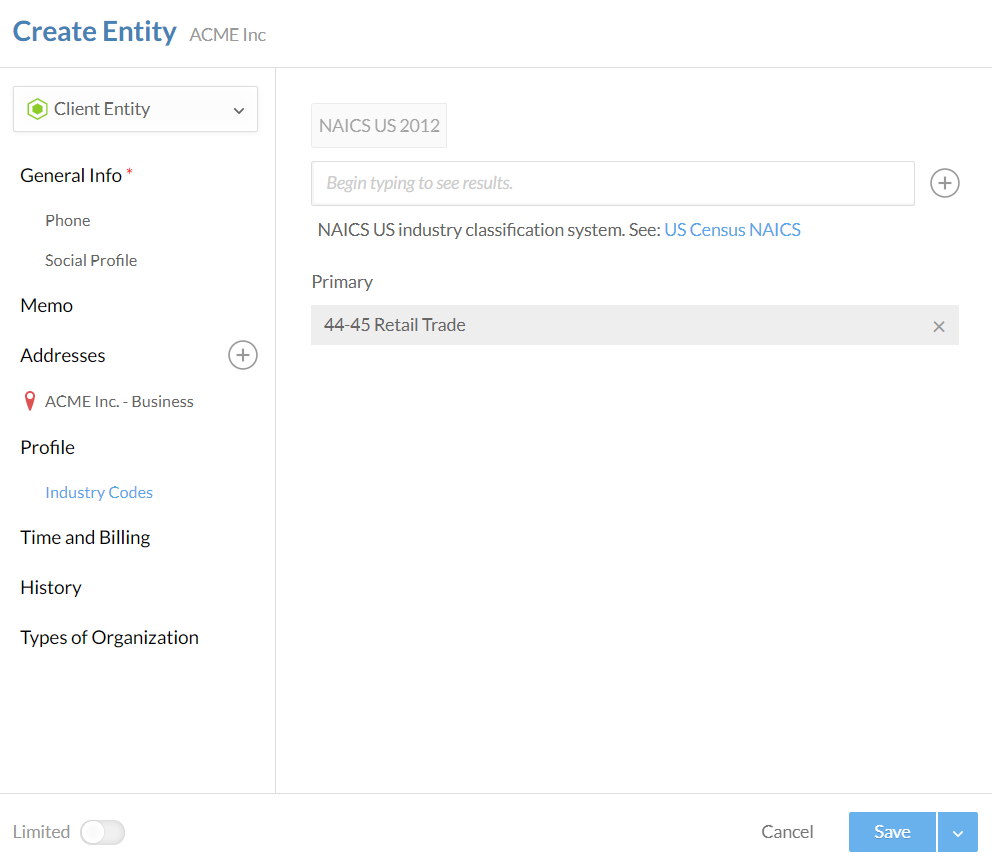 Create Entity ACME Inc
Client Entity
General Info *
Phone
Social Profile
Memo
Addresses
ACME Inc. - Business
Profile
Industry Codes
Time and Billing
History
Types of Organization
NAICS US 2012
Begin typing to see results.
NAICS US industry classification system. See: US Census NAICS
Primary
44-45 Retail Trade
Limited
Cancel
Save